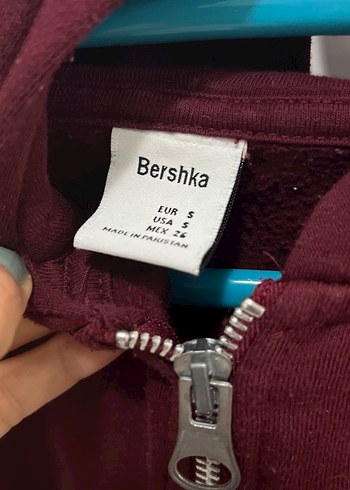 Bershka
EUR S
USA S
MEX 26
MADE IN PAKISTAN